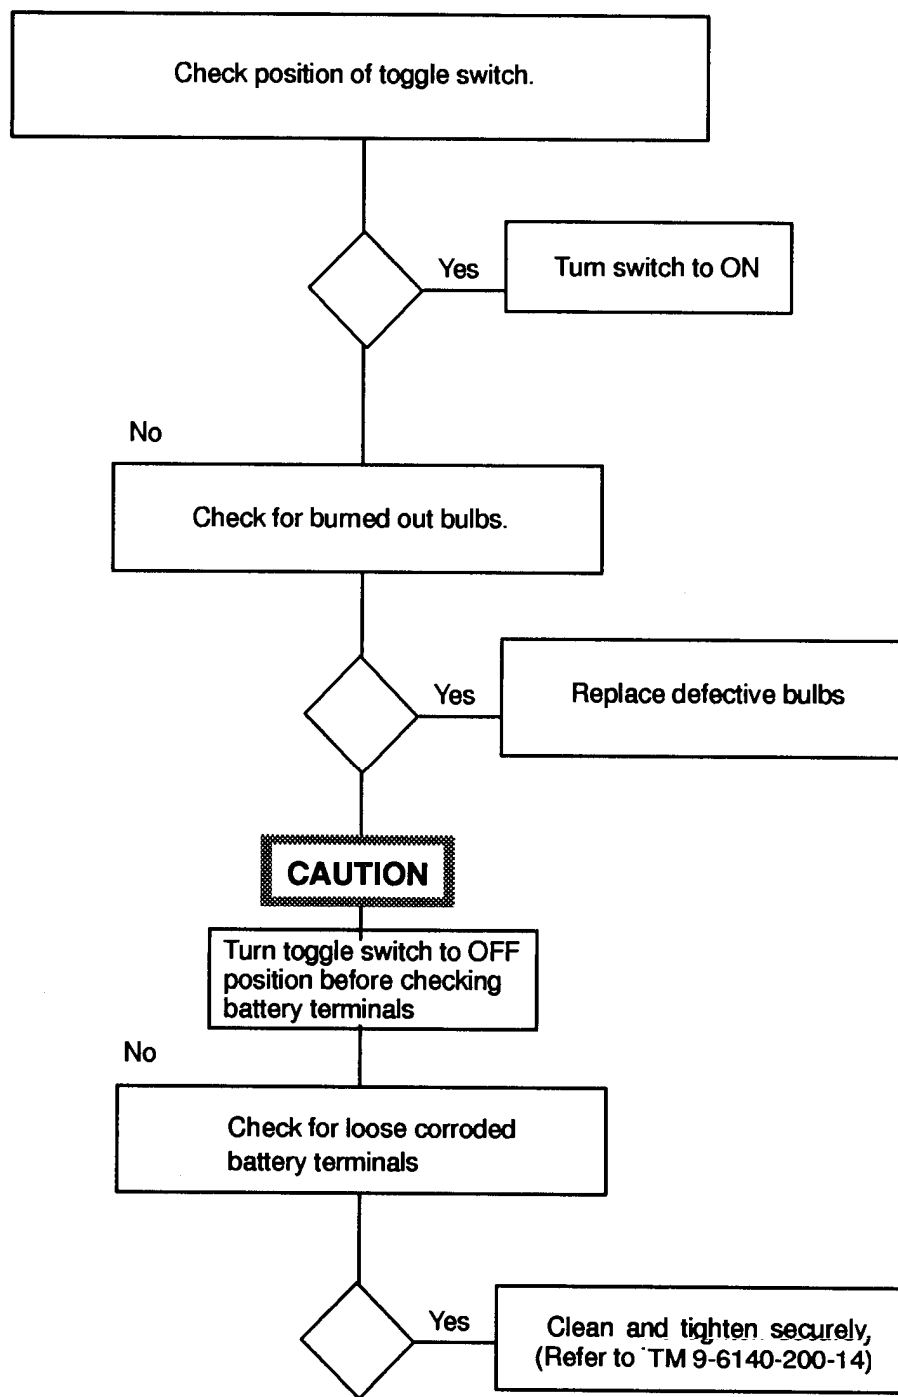 Check position of toggle switch.
Yes
Turn switch to ON
No
Check for burned out bulbs.
Yes
Replace defective bulbs
CAUTION
Turn toggle switch to OFF
position before checking
battery terminals
No
Check for loose corroded
battery terminals
Yes
Clean and tighten securely,
(Refer to TM 9-6140-200-14)